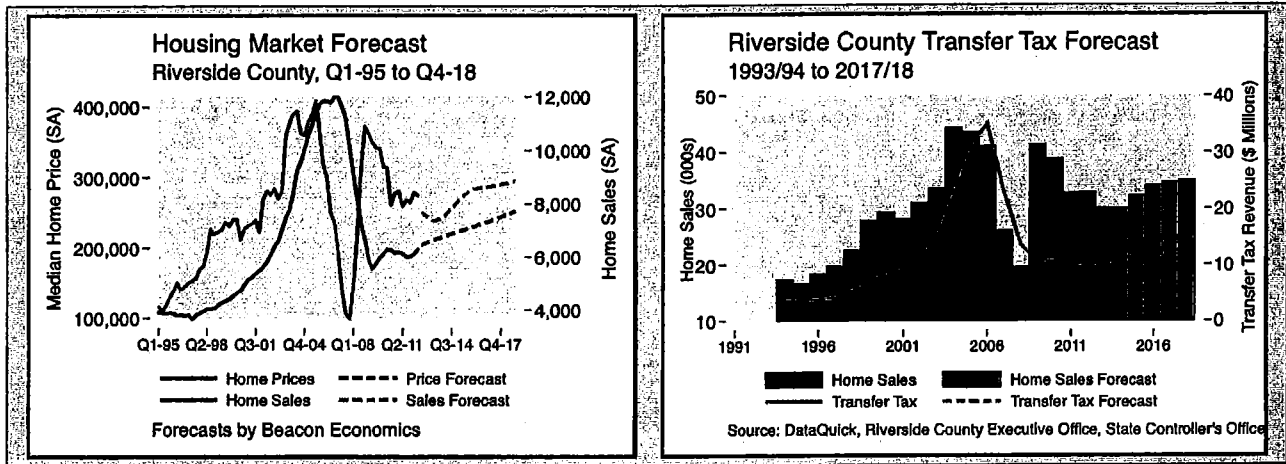 Housing Market Forecast
Riverside County, Q1-95 to Q4-18
Median Home Price (SA)
400,000
300,000
200,000
100,000
12,000
10,000
8,000
6,000
4,000
Home Sales (SA)
Q1-95 Q2-98 Q3-01 Q4-04 Q1-08 Q2-11 Q3-14 Q4-17
Home Prices
Price Forecast
Home Sales
Sales Forecast
Forecasts by Beacon Economics
Riverside County Transfer Tax Forecast
1993/94 to 2017/18
Home Sales (000s)
50
40
30
20
10
40
30
20
10
0
Transfer Tax Revenue ($ Millions)
1991 1996 2001 2006 2011 2016
Home Sales
Home Sales Forecast
Transfer Tax
Transfer Tax Forecast
Source: DataQuick, Riverside County Executive Office, State Controller's Office